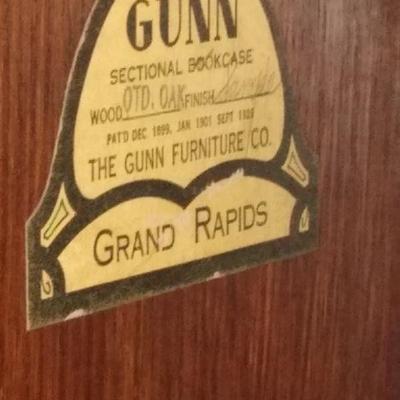 GUNN
SECTIONAL BOOKCASE
WOOD QTD. OAK FINISH
PAT'D DEC 1899, JAN 1901 SEPT
THE GUNN FURNITURE CO.
GRAND RAPIDS